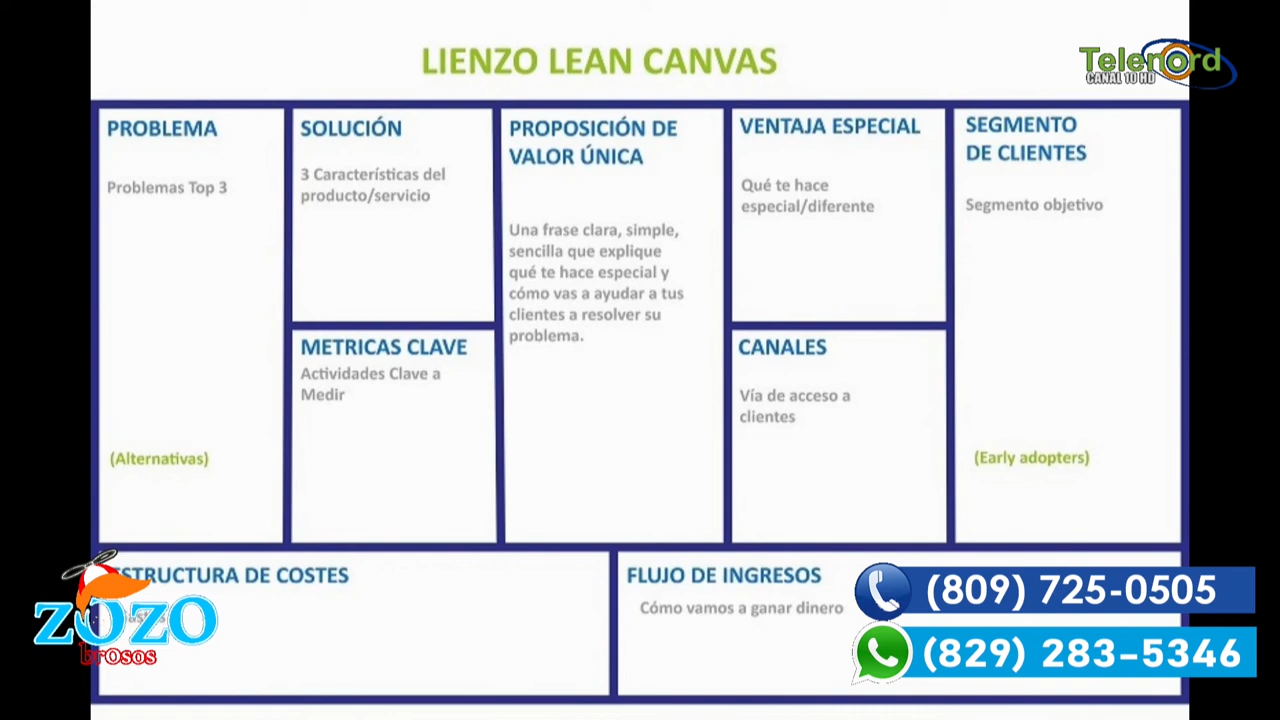 LIENZO LEAN CANVAS
Telenord
CANAL 10 HD
PROBLEMA
Problemas Top 3
(Alternativas)
SOLUCIÓN
3 Características del
producto/servicio
METRICAS CLAVE
Actividades Clave a
Medir
PROPOSICIÓN DE
VALOR ÚNICA
Una frase clara, simple,
sencilla que explique
qué te hace especial y
cómo vas a ayudar a tus
clientes a resolver su
problema.
VENTAJA ESPECIAL
Qué te hace
especial/diferente
CANALES
Vía de acceso a
clientes
SEGMENTO
DE CLIENTES
Segmento objetivo
(Early adopters)
ESTRUCTURA DE COSTES
FLUJO DE INGRESOS
Cómo vamos a ganar dinero
ZOZO
brOsos
(809) 725-0505
(829) 283-5346